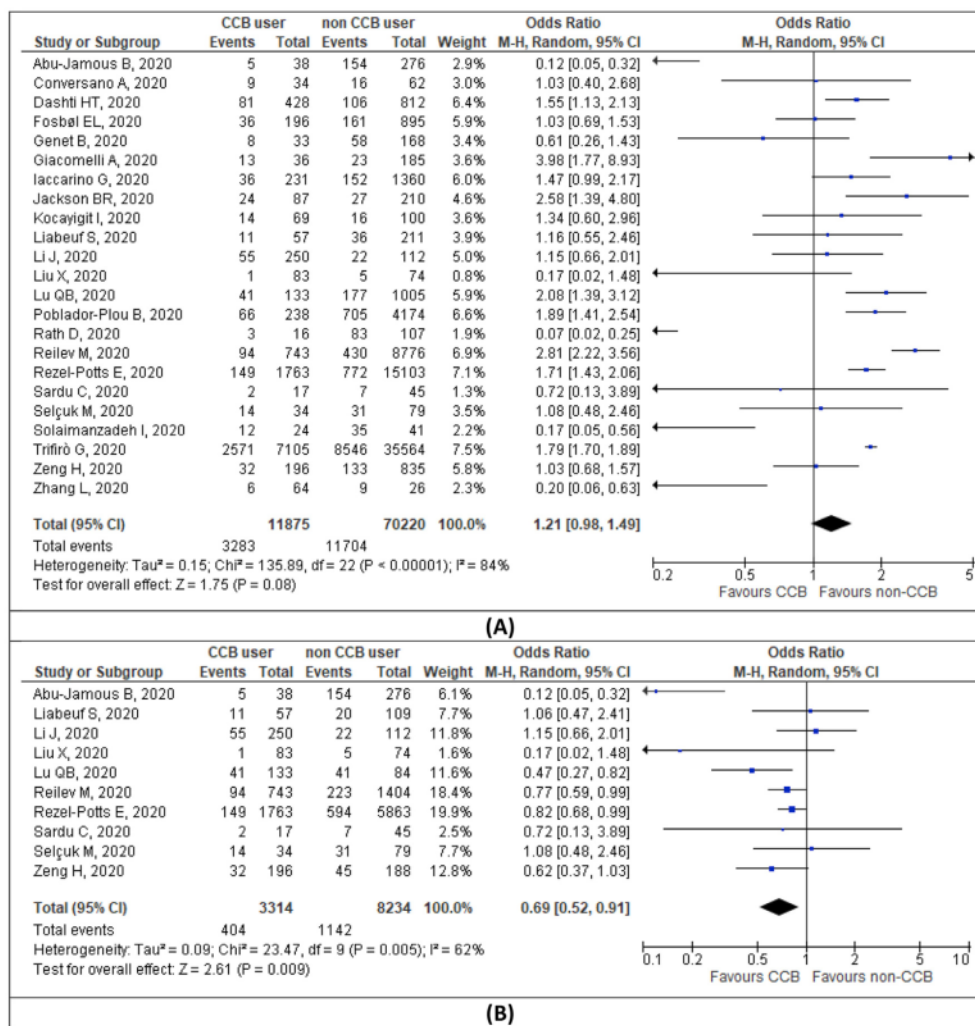 CCB user non CCB user Odds Ratio Odds Ratio
Study or Subgroup Events Total Events Total Weight M-H, Random, 95% CI M-H, Random, 95% CI
Abu-Jamous B, 2020 5 38 154 276 2.9% 0.12 [0.05, 0.32]
Conversano A, 2020 9 34 16 62 3.0% 1.03 [0.40, 2.68]
Dashti HT, 2020 81 428 106 812 6.4% 1.55 [1.13, 2.13]
Fosbøl EL, 2020 36 196 161 895 5.9% 1.03 [0.69, 1.53]
Genet B, 2020 8 33 58 168 3.4% 0.61 [0.26, 1.43]
Giacomelli A, 2020 13 36 23 185 3.6% 3.98 [1.77, 8.93]
Iaccarino G, 2020 36 231 152 1360 6.0% 1.47 [0.99, 2.17]
Jackson BR, 2020 24 87 27 210 4.7% 2.58 [1.39, 4.80]
Kocayigit I, 2020 14 69 16 100 3.7% 1.34 [0.60, 2.96]
Liabeuf S, 2020 11 57 36 211 3.9% 1.16 [0.55, 2.46]
Li J, 2020 55 250 22 112 5.0% 1.15 [0.66, 2.01]
Liu X, 2020 1 83 5 74 0.8% 0.17 [0.02, 1.48]
Lu QB, 2020 41 133 177 1005 5.9% 2.08 [1.39, 3.12]
Poblador-Plou B, 2020 66 238 705 4174 6.5% 1.89 [1.41, 2.54]
Rath D, 2020 3 16 83 107 1.9% 0.07 [0.02, 0.25]
Reilev M, 2020 94 743 430 8776 6.9% 2.81 [2.22, 3.56]
Rezel-Potts E, 2020 149 1763 772 15103 7.1% 1.71 [1.43, 2.06]
Sardu C, 2020 2 17 7 45 1.3% 0.72 [0.13, 3.89]
Selçuk M, 2020 14 34 31 79 3.5% 1.08 [0.48, 2.46]
Solaimanzadeh I, 2020 12 24 35 41 2.2% 0.17 [0.05, 0.56]
Trifirò G, 2020 2571 7105 8546 35564 7.5% 1.79 [1.70, 1.89]
Zeng H, 2020 32 196 133 835 5.8% 1.03 [0.68, 1.57]
Zhang L, 2020 6 64 9 26 2.3% 0.20 [0.06, 0.63]
Total (95% CI) 11875 70220 100.0% 1.21 [0.98, 1.49]
Total events 3283 11704
Heterogeneity: Tau² = 0.15; Chi² = 135.89, df = 22 (P < 0.00001); I² = 84%
Test for overall effect: Z = 1.75 (P = 0.08)
0.2 0.5 1 2 5
Favours CCB Favours non-CCB
(A)
CCB user non CCB user Odds Ratio Odds Ratio
Study or Subgroup Events Total Events Total Weight M-H, Random, 95% CI M-H, Random, 95% CI
Abu-Jamous B, 2020 5 38 154 276 6.1% 0.12 [0.05, 0.32]
Liabeuf S, 2020 11 57 20 109 7.7% 1.06 [0.47, 2.41]
Li J, 2020 55 250 22 112 11.8% 1.15 [0.66, 2.01]
Liu X, 2020 1 83 5 74 1.6% 0.17 [0.02, 1.48]
Lu QB, 2020 41 133 41 84 11.6% 0.47 [0.27, 0.82]
Reilev M, 2020 94 743 223 1404 18.4% 0.77 [0.59, 0.99]
Rezel-Potts E, 2020 149 1763 594 5863 19.9% 0.82 [0.68, 0.99]
Sardu C, 2020 2 17 7 45 2.4% 0.72 [0.13, 3.89]
Selçuk M, 2020 14 34 31 79 7.7% 1.08 [0.48, 2.46]
Zeng H, 2020 32 196 45 188 12.8% 0.62 [0.37, 1.03]
Total (95% CI) 3314 8234 100.0% 0.69 [0.52, 0.91]
Total events 404 1142
Heterogeneity: Tau² = 0.09; Chi² = 23.47, df = 9 (P = 0.005); I² = 62%
Test for overall effect: Z = 2.61 (P = 0.009)
0.1 0.2 0.5 1 2 5 10
Favours CCB Favours non-CCB
(B)